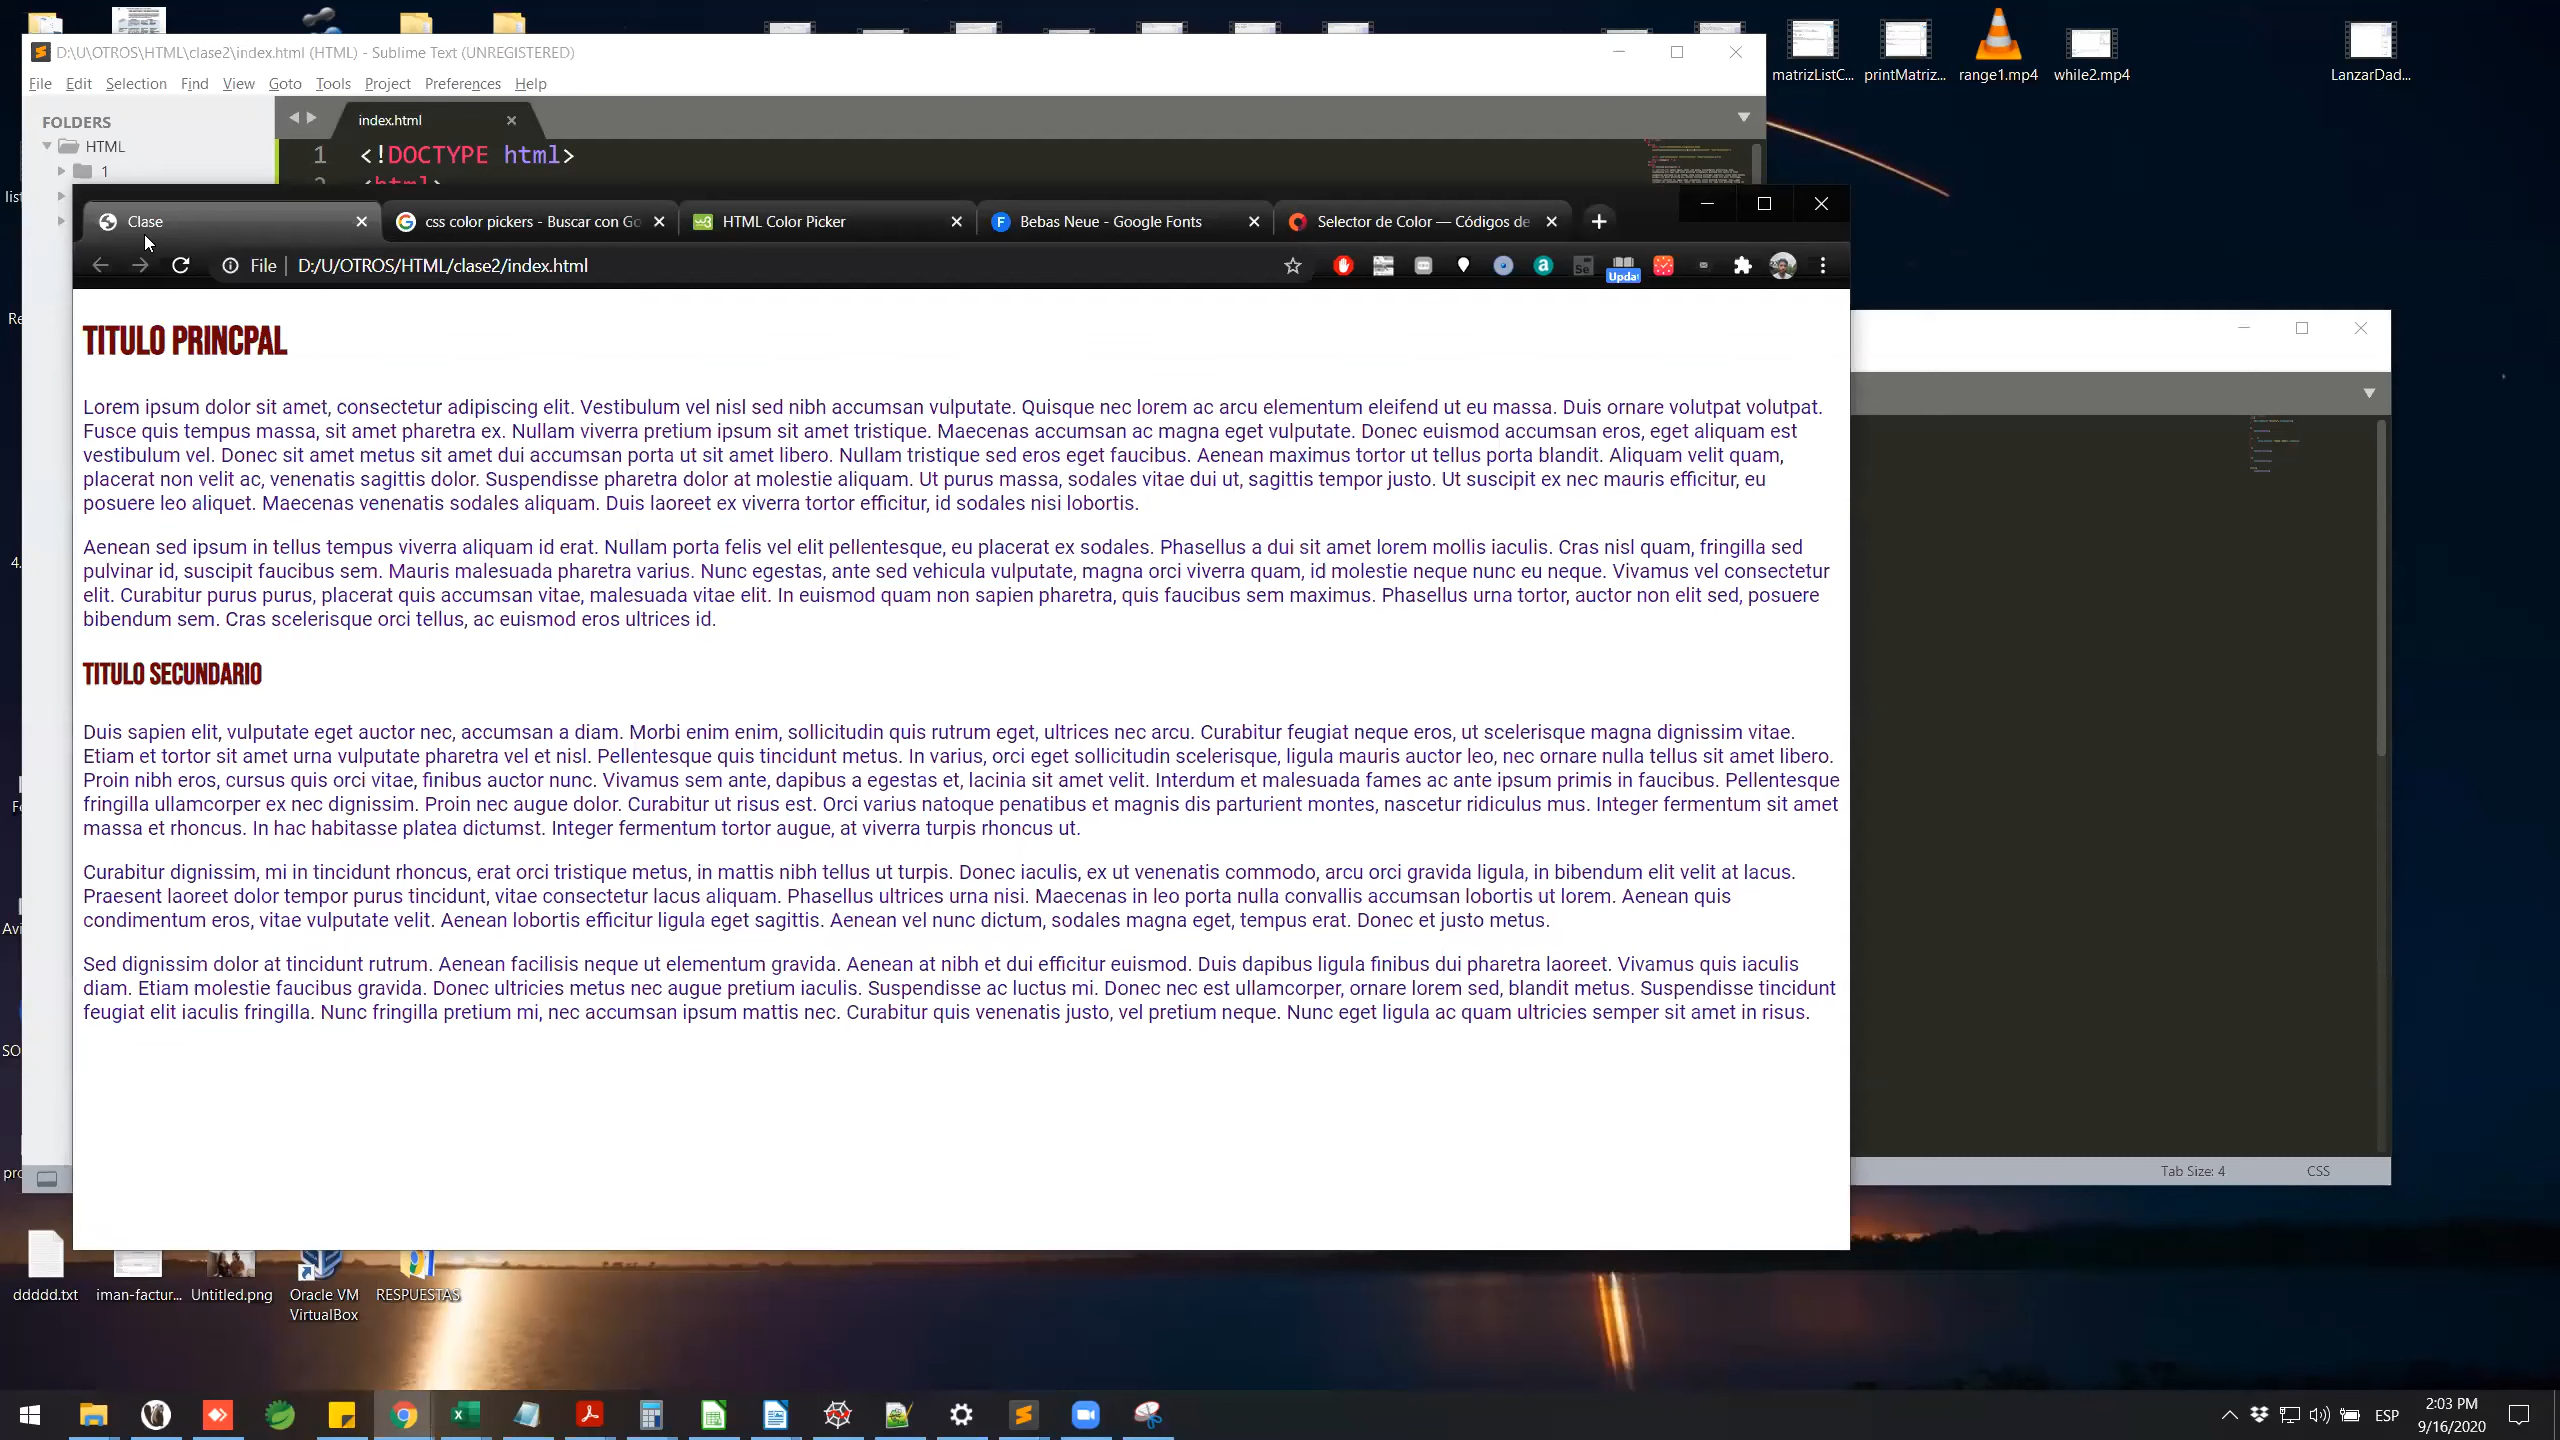 D:\U\OTROS\HTML\clase2\index.html (HTML) - Sublime Text (UNREGISTERED)
File Edit Selection Find View Goto Tools Project Preferences Help
matrizListC... printMatriz... range1.mp4 while2.mp4 LanzarDad...
FOLDERS
HTML
1
index.html
1 <!DOCTYPE html>
2 <html>
Clase
css color pickers - Buscar con Go
HTML Color Picker
Bebas Neue - Google Fonts
Selector de Color — Códigos de
File D:/U/OTROS/HTML/clase2/index.html
TITULO PRINCPAL
Lorem ipsum dolor sit amet, consectetur adipiscing elit. Vestibulum vel nisl sed nibh accumsan vulputate. Quisque nec lorem ac arcu elementum eleifend ut eu massa. Duis ornare volutpat volutpat.
Fusce quis tempus massa, sit amet pharetra ex. Nullam viverra pretium ipsum sit amet tristique. Maecenas accumsan ac magna eget vulputate. Donec euismod accumsan eros, eget aliquam est
vestibulum vel. Donec sit amet metus sit amet dui accumsan porta ut sit amet libero. Nullam tristique sed eros eget faucibus. Aenean maximus tortor ut tellus porta blandit. Aliquam velit quam,
placerat non velit ac, venenatis sagittis dolor. Suspendisse pharetra dolor at molestie aliquam. Ut purus massa, sodales vitae dui ut, sagittis tempor justo. Ut suscipit ex nec mauris efficitur, eu
posuere leo aliquet. Maecenas venenatis sodales aliquam. Duis laoreet ex viverra tortor efficitur, id sodales nisi lobortis.
Aenean sed ipsum in tellus tempus viverra aliquam id erat. Nullam porta felis vel elit pellentesque, eu placerat ex sodales. Phasellus a dui sit amet lorem mollis iaculis. Cras nisl quam, fringilla sed
pulvinar id, suscipit faucibus sem. Mauris malesuada pharetra varius. Nunc egestas, ante sed vehicula vulputate, magna orci viverra quam, id molestie neque nunc eu neque. Vivamus vel consectetur
elit. Curabitur purus purus, placerat quis accumsan vitae, malesuada vitae elit. In euismod quam non sapien pharetra, quis faucibus sem maximus. Phasellus urna tortor, auctor non elit sed, posuere
bibendum sem. Cras scelerisque orci tellus, ac euismod eros ultrices id.
TITULO SECUNDARIO
Duis sapien elit, vulputate eget auctor nec, accumsan a diam. Morbi enim enim, sollicitudin quis rutrum eget, ultrices nec arcu. Curabitur feugiat neque eros, ut scelerisque magna dignissim vitae.
Etiam et tortor sit amet urna vulputate pharetra vel et nisl. Pellentesque quis tincidunt metus. In varius, orci eget sollicitudin scelerisque, ligula mauris auctor leo, nec ornare nulla tellus sit amet libero.
Proin nibh eros, cursus quis orci vitae, finibus auctor nunc. Vivamus sem ante, dapibus a egestas et, lacinia sit amet velit. Interdum et malesuada fames ac ante ipsum primis in faucibus. Pellentesque
fringilla ullamcorper ex nec dignissim. Proin nec augue dolor. Curabitur ut risus est. Orci varius natoque penatibus et magnis dis parturient montes, nascetur ridiculus mus. Integer fermentum sit amet
massa et rhoncus. In hac habitasse platea dictumst. Integer fermentum tortor augue, at viverra turpis rhoncus ut.
Curabitur dignissim, mi in tincidunt rhoncus, erat orci tristique metus, in mattis nibh tellus ut turpis. Donec iaculis, ex ut venenatis commodo, arcu orci gravida ligula, in bibendum elit velit at lacus.
Praesent laoreet dolor tempor purus tincidunt, vitae consectetur lacus aliquam. Phasellus ultrices urna nisi. Maecenas in leo porta nulla convallis accumsan lobortis ut lorem. Aenean quis
condimentum eros, vitae vulputate velit. Aenean lobortis efficitur ligula eget sagittis. Aenean vel nunc dictum, sodales magna eget, tempus erat. Donec et justo metus.
Sed dignissim dolor at tincidunt rutrum. Aenean facilisis neque ut elementum gravida. Aenean at nibh et dui efficitur euismod. Duis dapibus ligula finibus dui pharetra laoreet. Vivamus quis iaculis
diam. Etiam molestie faucibus gravida. Donec ultricies metus nec augue pretium iaculis. Suspendisse ac luctus mi. Donec nec est ullamcorper, ornare lorem sed, blandit metus. Suspendisse tincidunt
feugiat elit iaculis fringilla. Nunc fringilla pretium mi, nec accumsan ipsum mattis nec. Curabitur quis venenatis justo, vel pretium neque. Nunc eget ligula ac quam ultricies semper sit amet in risus.
Tab Size: 4 CSS
ddddd.txt iman-factur... Untitled.png Oracle VM VirtualBox RESPUESTAS
ESP
2:03 PM
9/16/2020